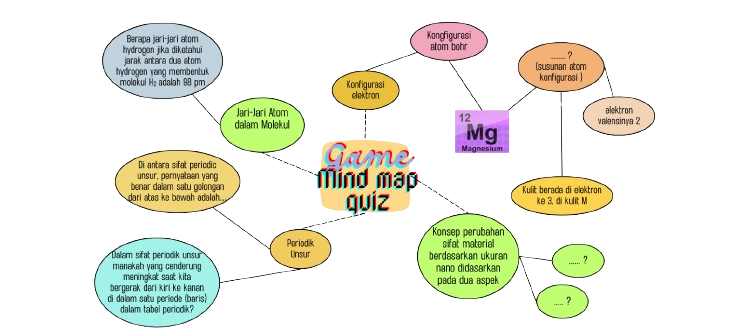 Berapa jari-jari atom
hydrogen jika diketahui
jarak antara dua atom
hydrogen yang membentuk
molekul H₂ adalah 98 pm
Kongfigurasi
atom bohr
........ ?
(susunan atom
konfigurasi )
Konfigurasi
elektron
elektron
valensinya 2
Jari-Jari Atom
dalam Molekul
12
Mg
Magnesium
Game
Mind map
quiz
Di antara sifat periodic
unsur, pernyataan yang
benar dalam satu golongan
dari atas ke bawah adalah...
Kulit berada di elektron
ke 3, di kulit M
Periodik
Unsur
Konsep perubahan
sifat material
berdasarkan ukuran
nano didasarkan
pada dua aspek
Dalam sifat periodik unsur
manakah yang cenderung
meningkat saat kita
bergerak dari kiri ke kanan
di dalam satu periode (baris)
dalam tabel periodik?
...... ?
..... ?